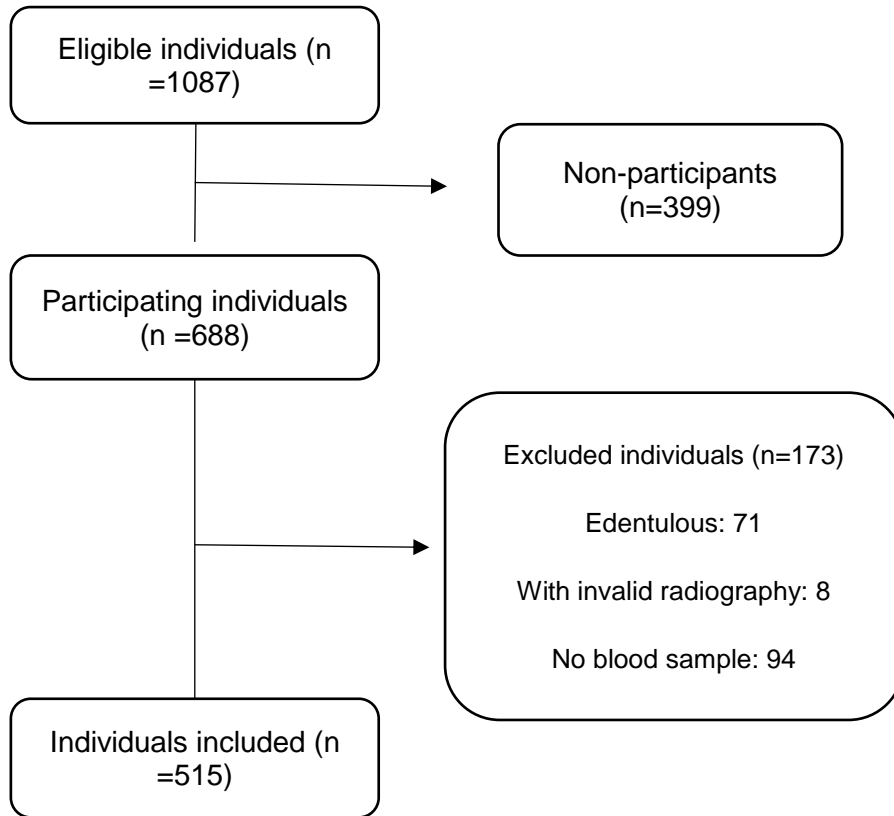 Eligible individuals (n
=1087)
Non-participants
(n=399)
Participating individuals
(n =688)
Excluded individuals (n=173)
Edentulous: 71
With invalid radiography: 8
No blood sample: 94
Individuals included (n
=515)